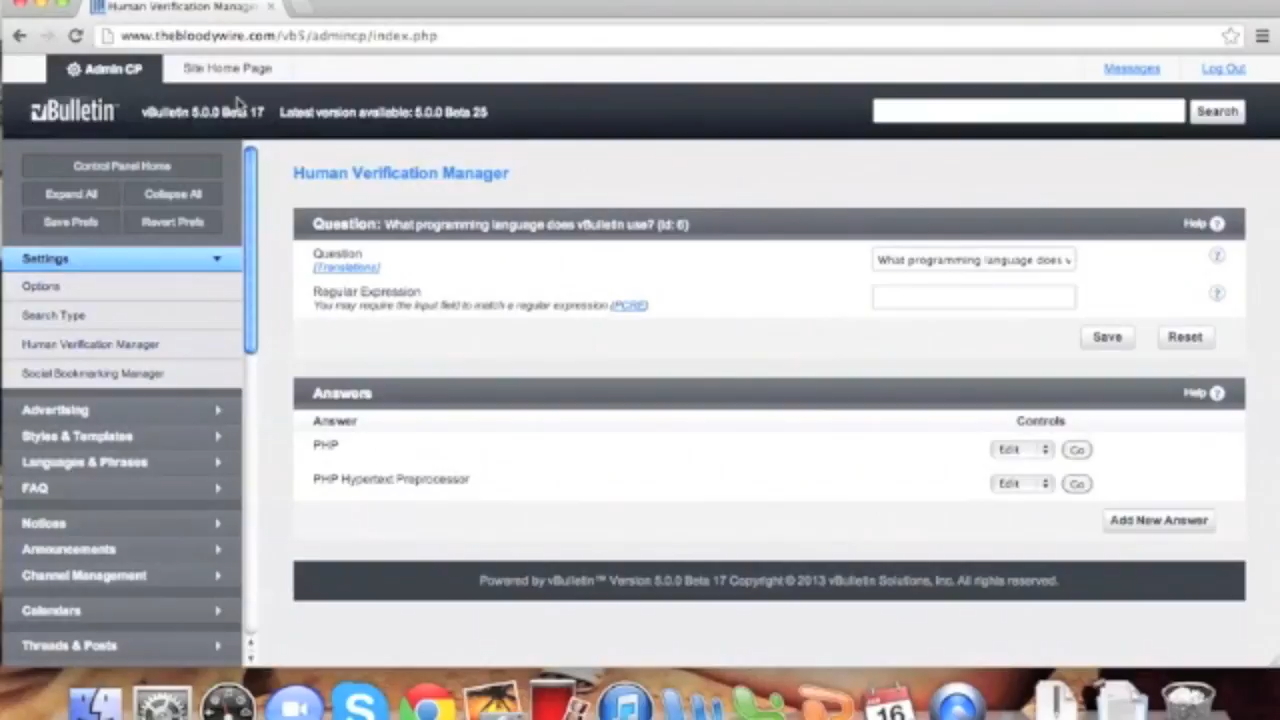 Human Verification Manager
www.thebloodywire.com/vb5/admincp/index.php
Admin CP
Site Home Page
Messages
Log Out
vBulletin
vBulletin 5.0.0 Beta 17
Latest version available: 5.0.0 Beta 25
Search
Control Panel Home
Expand All
Collapse All
Save Prefs
Revert Prefs
Settings
Options
Search Type
Human Verification Manager
Social Bookmarking Manager
Advertising
Styles & Templates
Languages & Phrases
FAQ
Notices
Announcements
Channel Management
Calendars
Threads & Posts
Human Verification Manager
Question: What programming language does vBulletin use? (id: 6)
Help ?
Question
[Translations]
What programming language does v
?
Regular Expression
You may require the input field to match a regular expression (PCRE)
?
Save
Reset
Answers
Help ?
Answer
Controls
PHP
Edit
Go
PHP Hypertext Preprocessor
Edit
Go
Add New Answer
Powered by vBulletin™ Version 5.0.0 Beta 17 Copyright © 2013 vBulletin Solutions, Inc. All rights reserved.
16